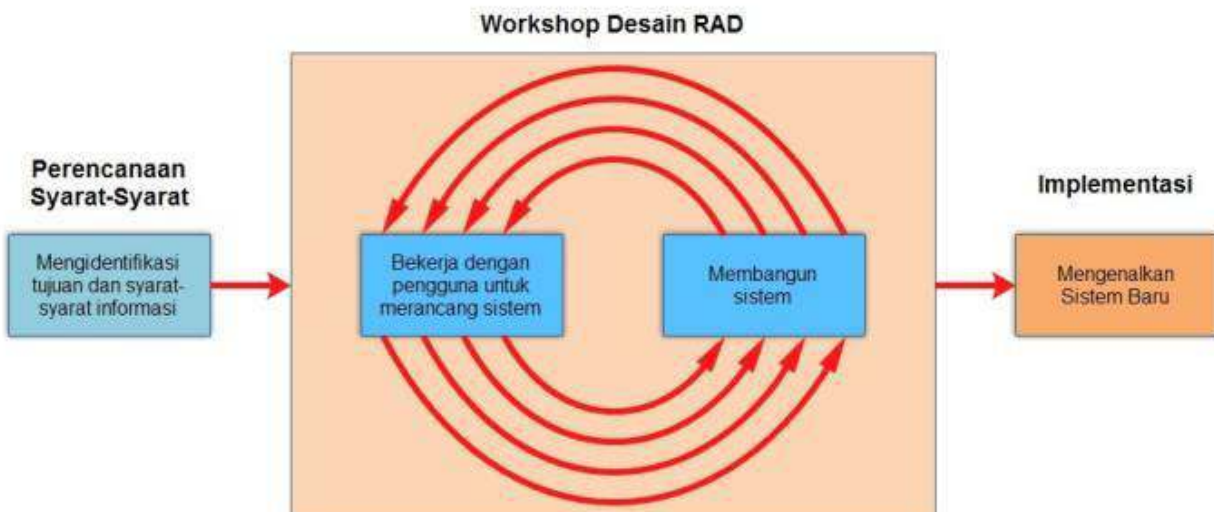 Workshop Desain RAD
Perencanaan
Syarat-Syarat
Mengidentifikasi
tujuan dan syarat-
syarat informasi
Bekerja dengan
pengguna untuk
merancang sistem
Membangun
sistem
Implementasi
Mengenalkan
Sistem Baru